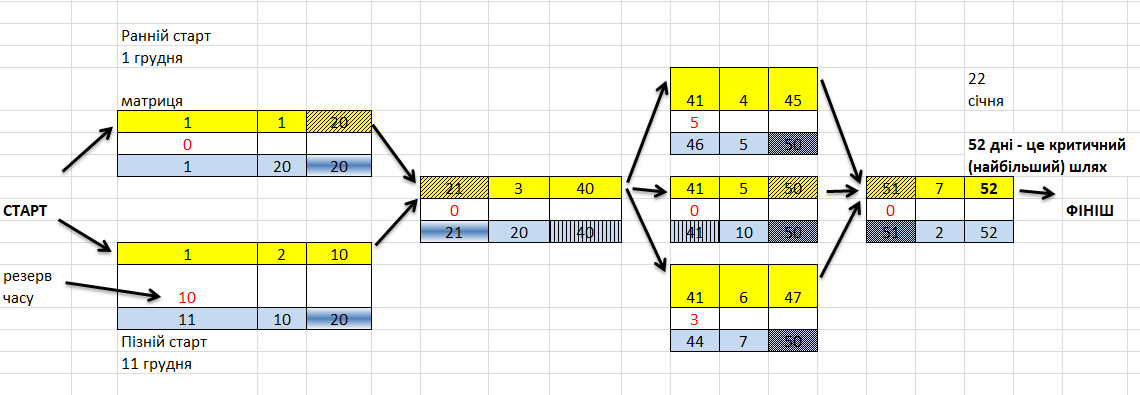 Ранній старт
1 грудня
матриця
1 1 20
0
1 20 20
СТАРТ
1 2 10
резерв
часу
10
11 10 20
Пізній старт
11 грудня
21 3 40
0
21 20 40
41 4 45
5
46 5 50
41 5 50
0
41 10 50
41 6 47
3
44 7 50
22
січня
52 дні - це критичний
(найбільший) шлях
51 7 52
0
51 2 52
ФІНІШ